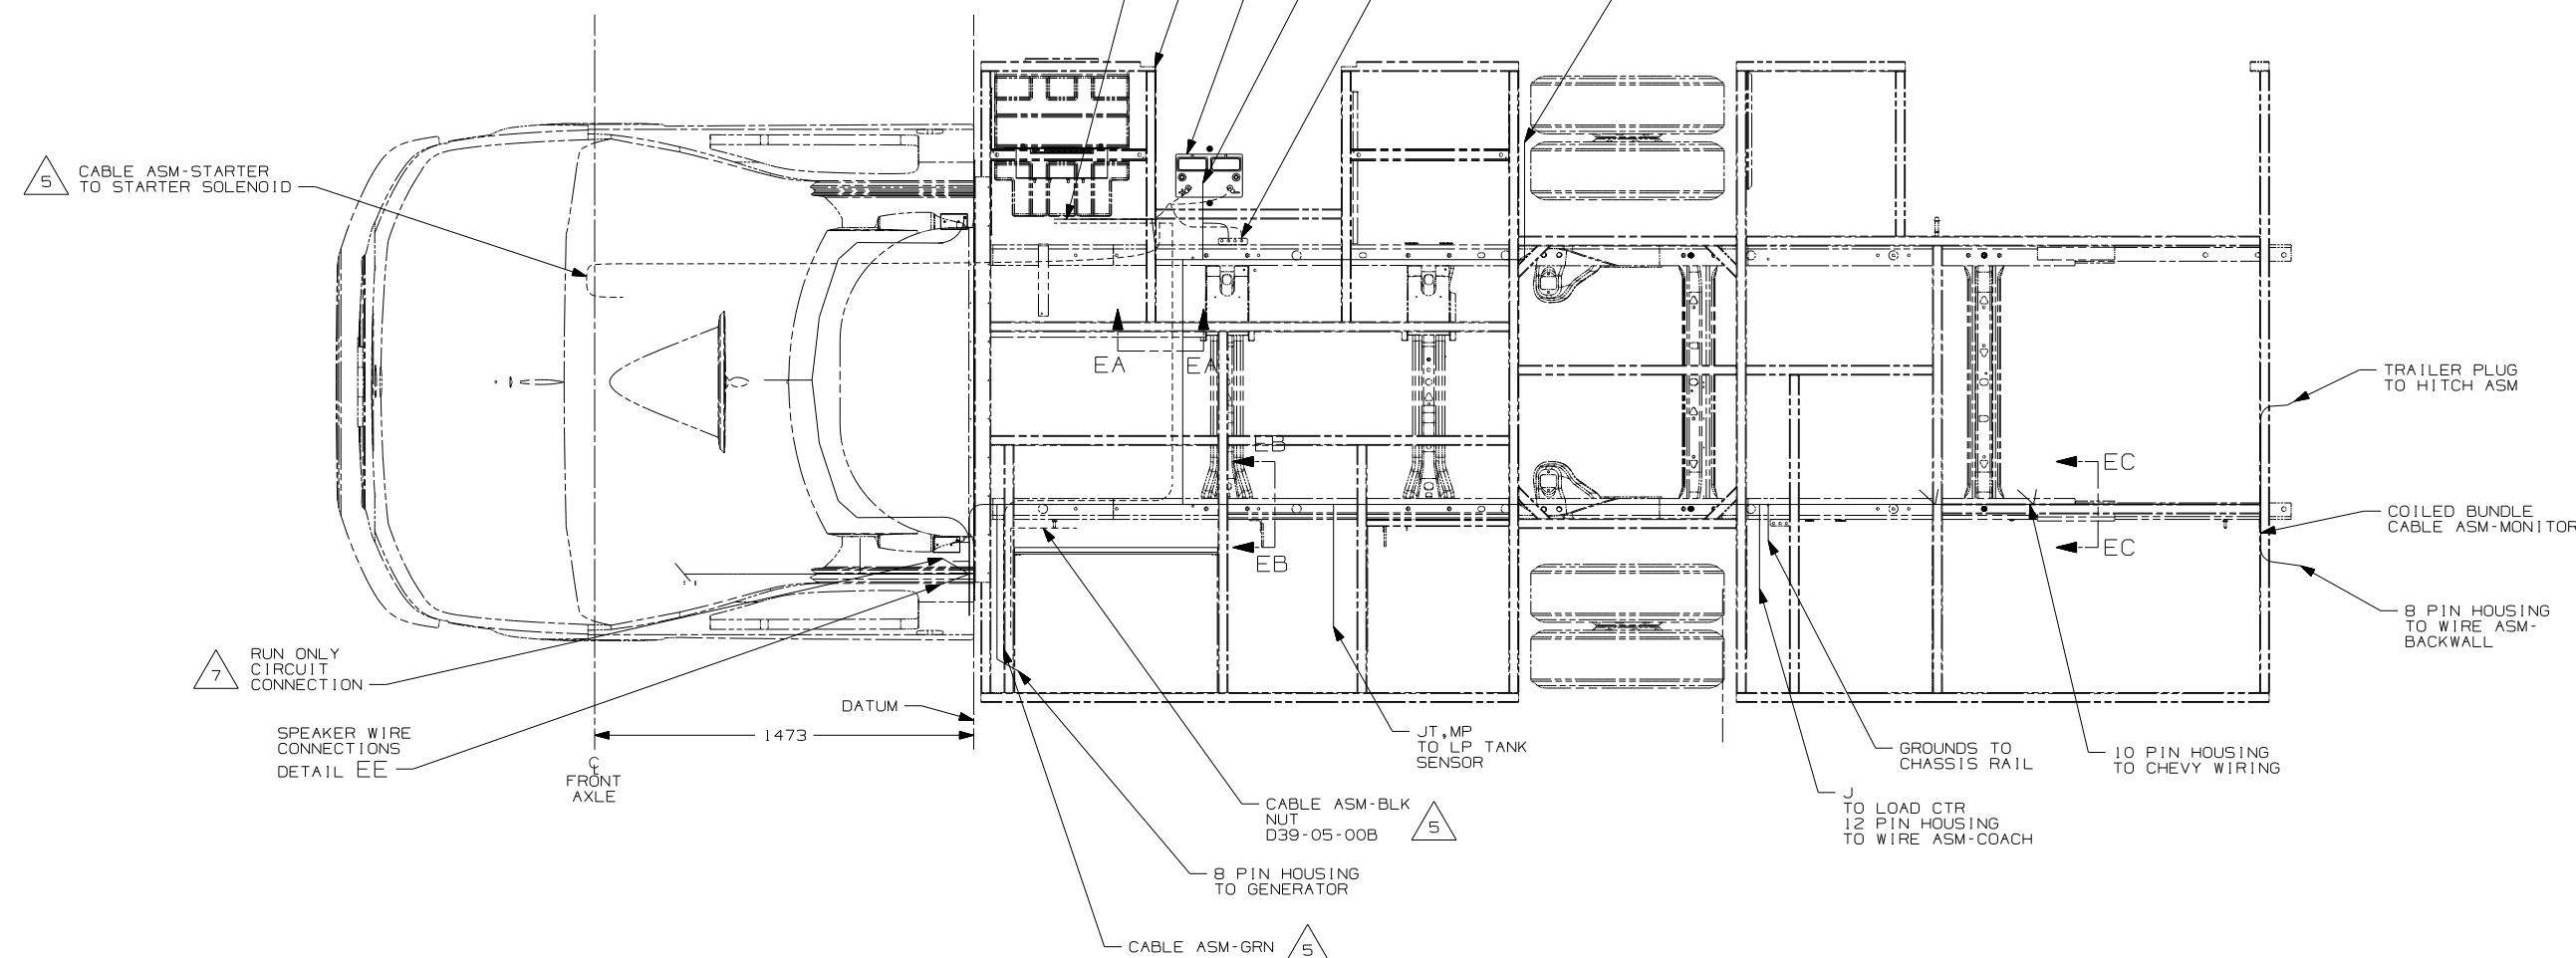 5
CABLE ASM-STARTER
TO STARTER SOLENOID
EA
EA
EB
EB
EC
EC
TRAILER PLUG
TO HITCH ASM
COILED BUNDLE
CABLE ASM-MONITOR
8 PIN HOUSING
TO WIRE ASM-
BACKWALL
7
RUN ONLY
CIRCUIT
CONNECTION
SPEAKER WIRE
CONNECTIONS
DETAIL EE
DATUM
1473
CL
FRONT
AXLE
JT,MP
TO LP TANK
SENSOR
GROUNDS TO
CHASSIS RAIL
10 PIN HOUSING
TO CHEVY WIRING
J
TO LOAD CTR
12 PIN HOUSING
TO WIRE ASM-COACH
CABLE ASM-BLK
NUT
D39-05-00B
5
8 PIN HOUSING
TO GENERATOR
CABLE ASM-GRN
5